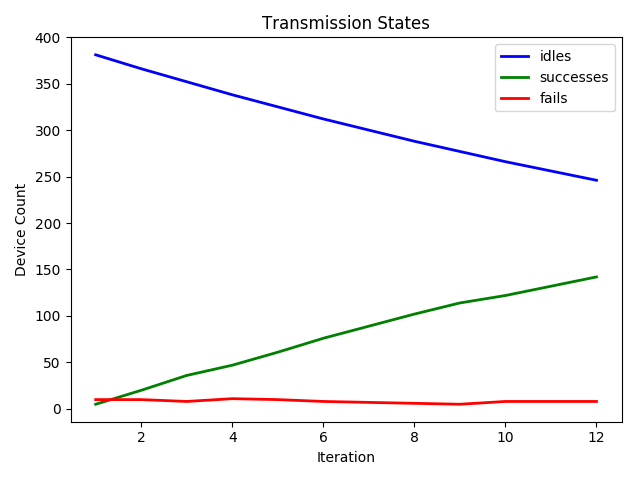 Transmission States
400
350
300
250
200
150
100
50
0
Device Count
idles
successes
fails
2 4 6 8 10 12
Iteration